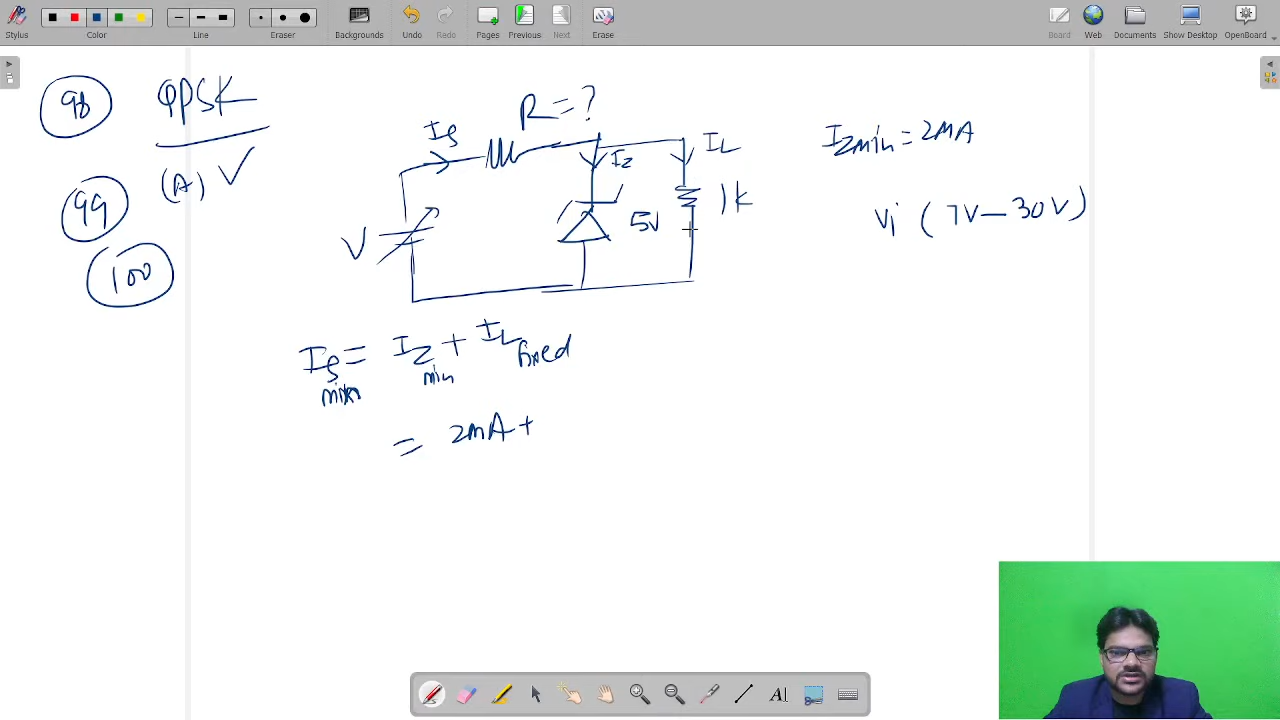 Stylus
Color
Line
Eraser
Backgrounds
Undo
Redo
Pages
Previous
Next
Erase
Board
Web
Documents
Show Desktop
OpenBoard
98
QPSK
(A) ✓
99
100
R = ?
Is
Iz
IL
1K
5V
V
Izmin = 2mA
Vi ( 7V — 30V )
Is min = Iz min + IL fixed
= 2mA +
AI